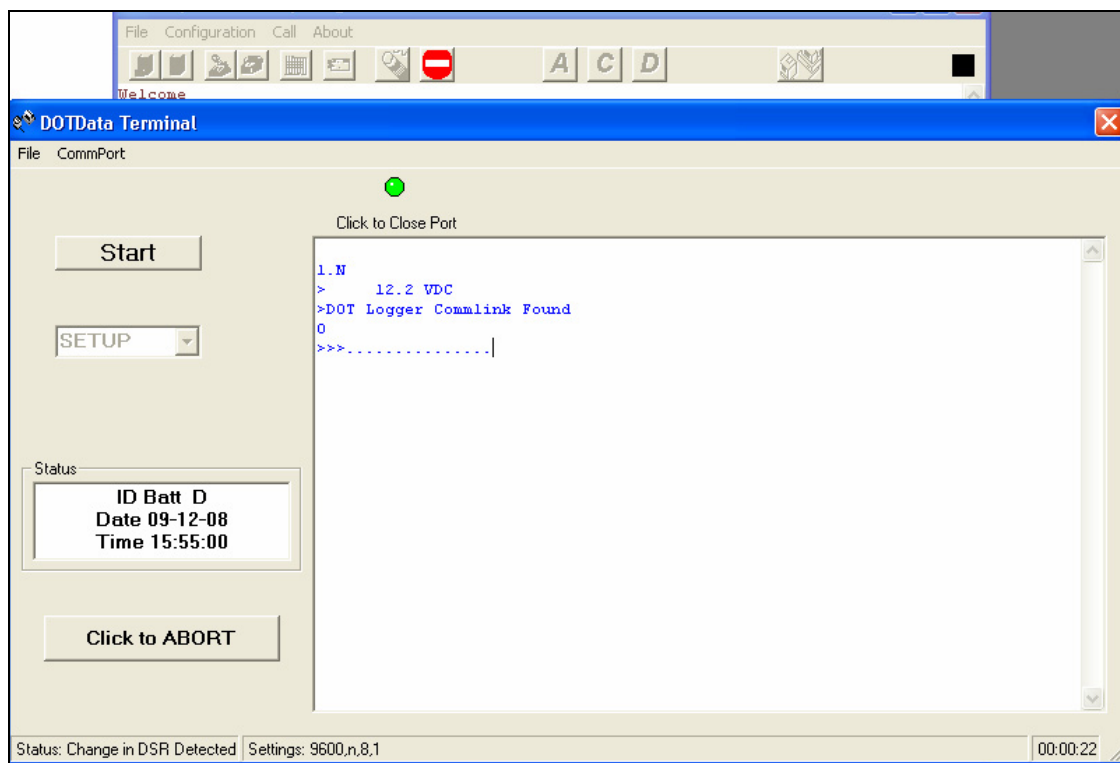 File Configuration Call About
A C D
Welcome
DOTData Terminal
File CommPort
Click to Close Port
Start
1.N
> 12.2 VDC
>DOT Logger Commlink Found
0
>>>...............
SETUP
Status
ID Batt D
Date 09-12-08
Time 15:55:00
Click to ABORT
Status: Change in DSR Detected Settings: 9600,n,8,1 00:00:22